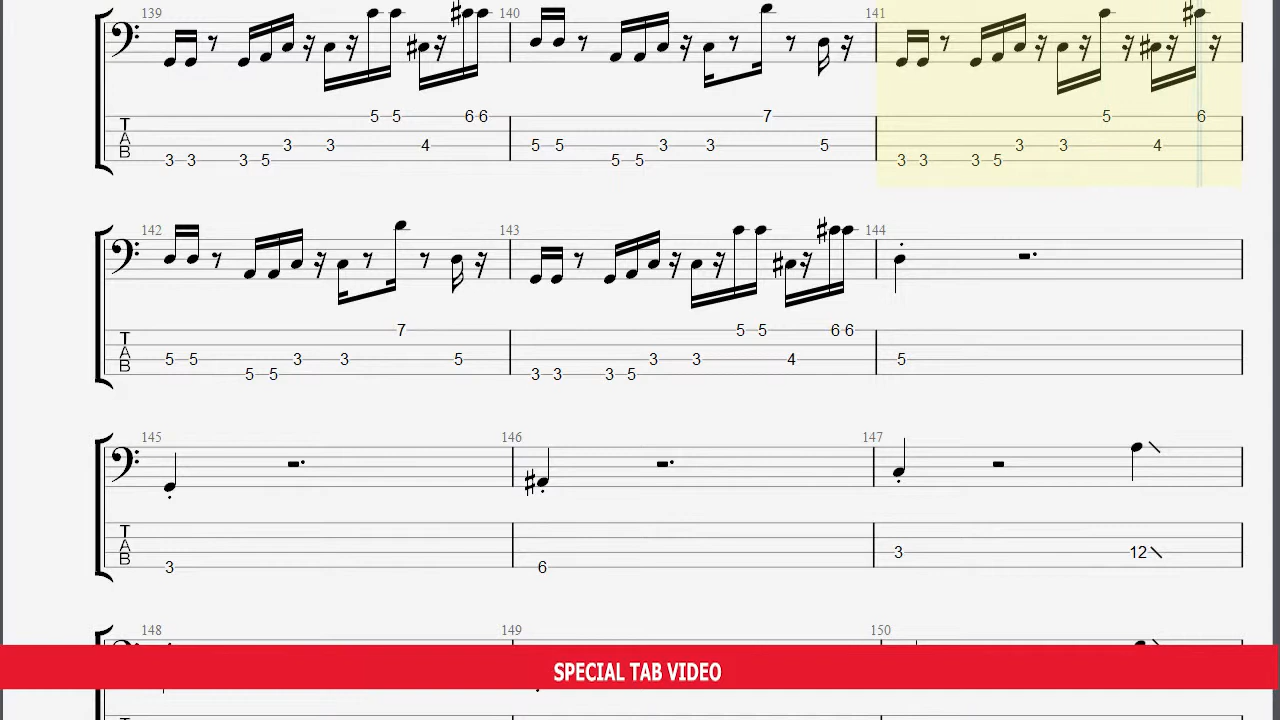 139 140 141
5 5 6 6 7 5 6
3 3 4 5 5 3 3 5 3 3 4
3 3 3 5 5 5 3 3 3 5
T
A
B
142 143 144
7 5 5 6 6
5 5 3 3 5 3 3 4 5
5 5 3 3 3 5
T
A
B
145 146 147
3 12
3 6
T
A
B
148 149 150
SPECIAL TAB VIDEO